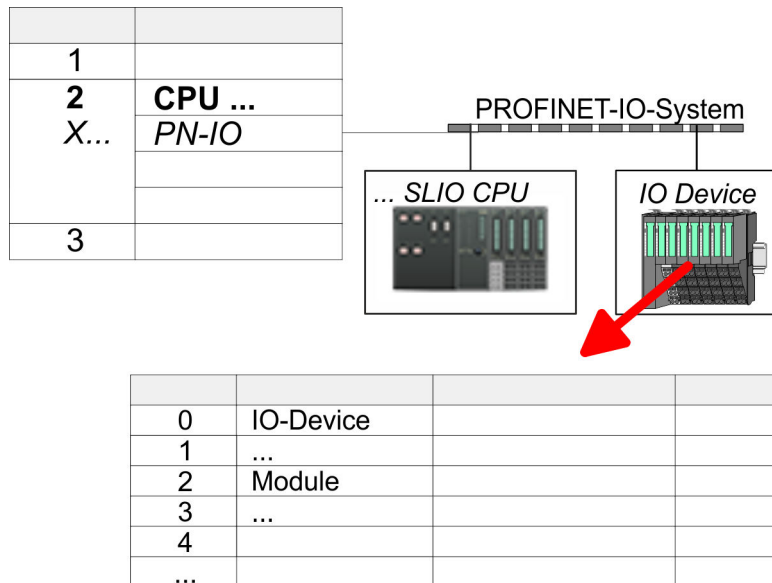 1
2 CPU ...
X... PN-IO
3
PROFINET-IO-System
... SLIO CPU
IO Device
0 IO-Device
1 ...
2 Module
3 ...
4
...